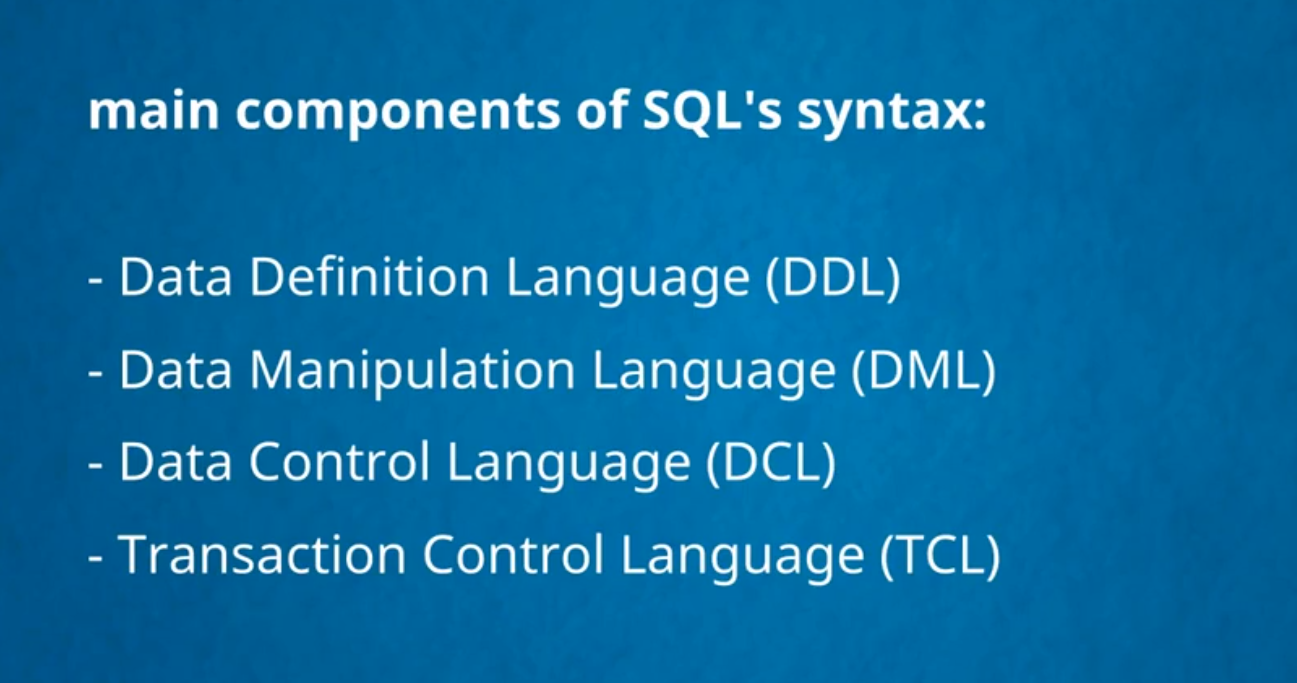 main components of SQL's syntax:
- Data Definition Language (DDL)
- Data Manipulation Language (DML)
- Data Control Language (DCL)
- Transaction Control Language (TCL)